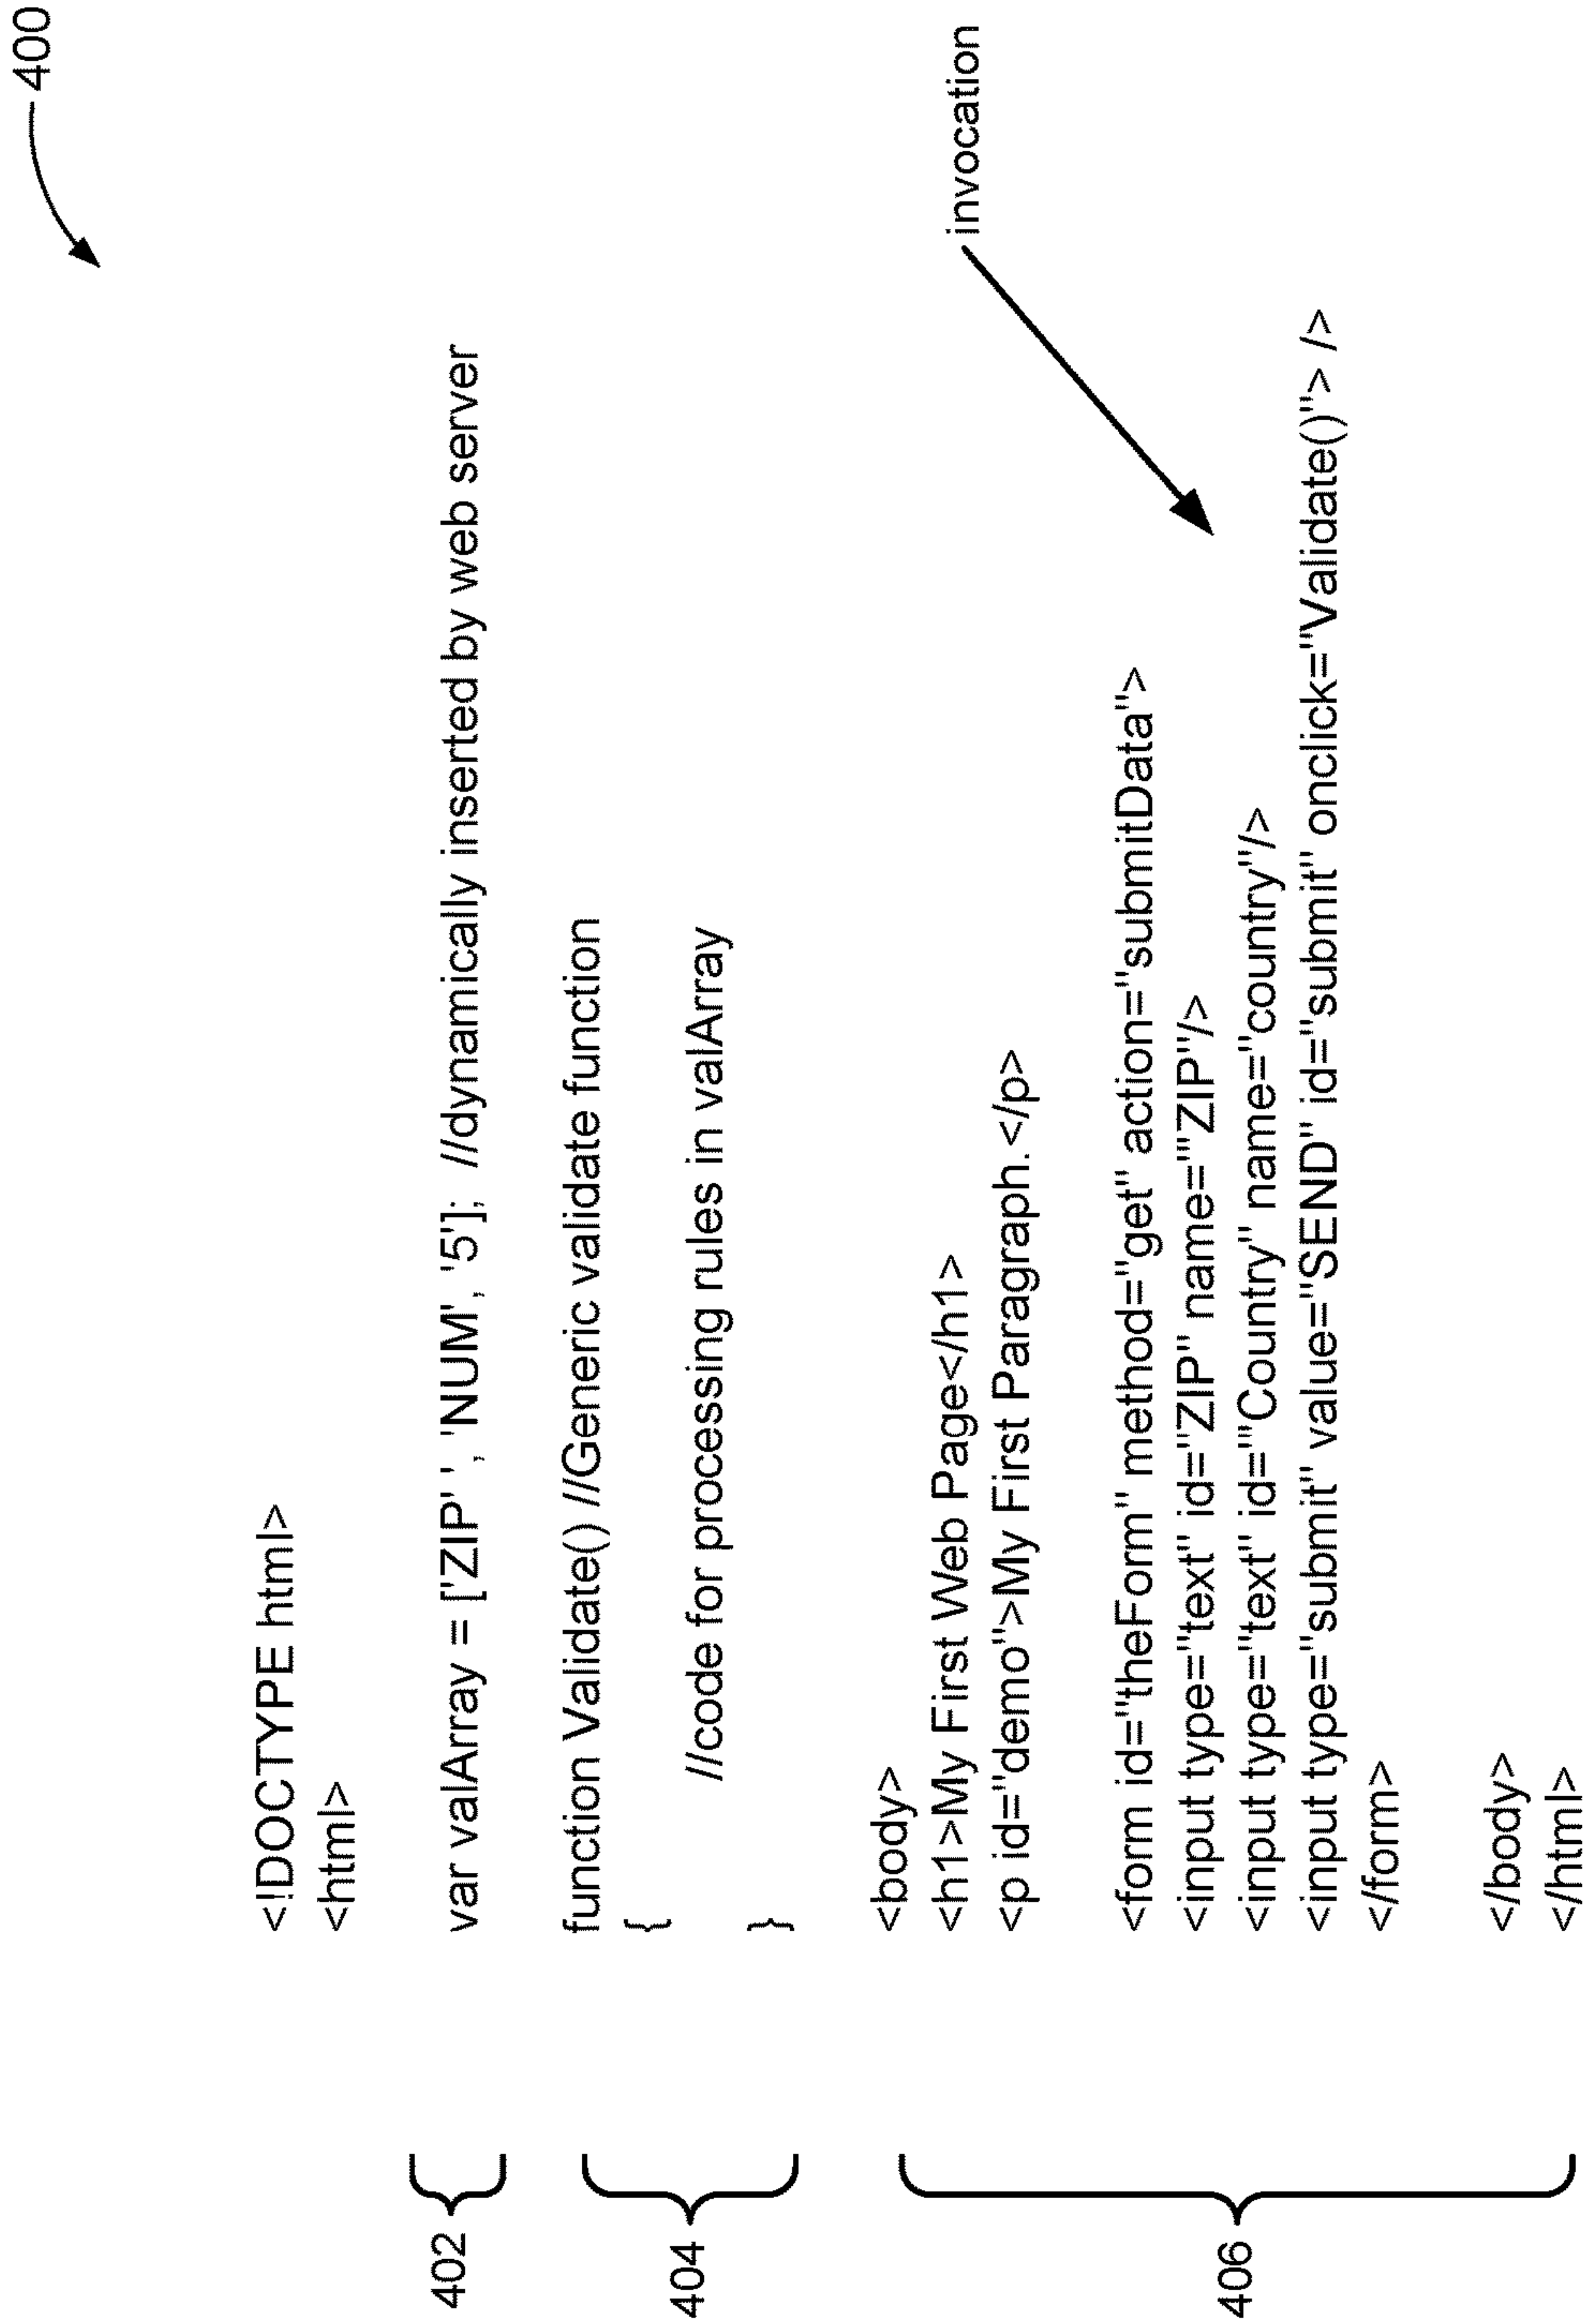 400
<!DOCTYPE html>
<html>
402
var valArray = ['ZIP' ', 'NUM', '5'];  //dynamically inserted by web server
404
function Validate() //Generic validate function
{
//code for processing rules in valArray
}
406
<body>
<h1>My First Web Page</h1>
<p id="demo">My First Paragraph.</p>
invocation
<form id="theForm" method="get" action="submitData">
<input type="text" id="ZIP" name=""ZIP"/>
<input type="text" id="'Country" name="country"/>
<input type="submit" value="SEND" id="submit" onclick="Validate()"> />
</form>
</body>
</html>